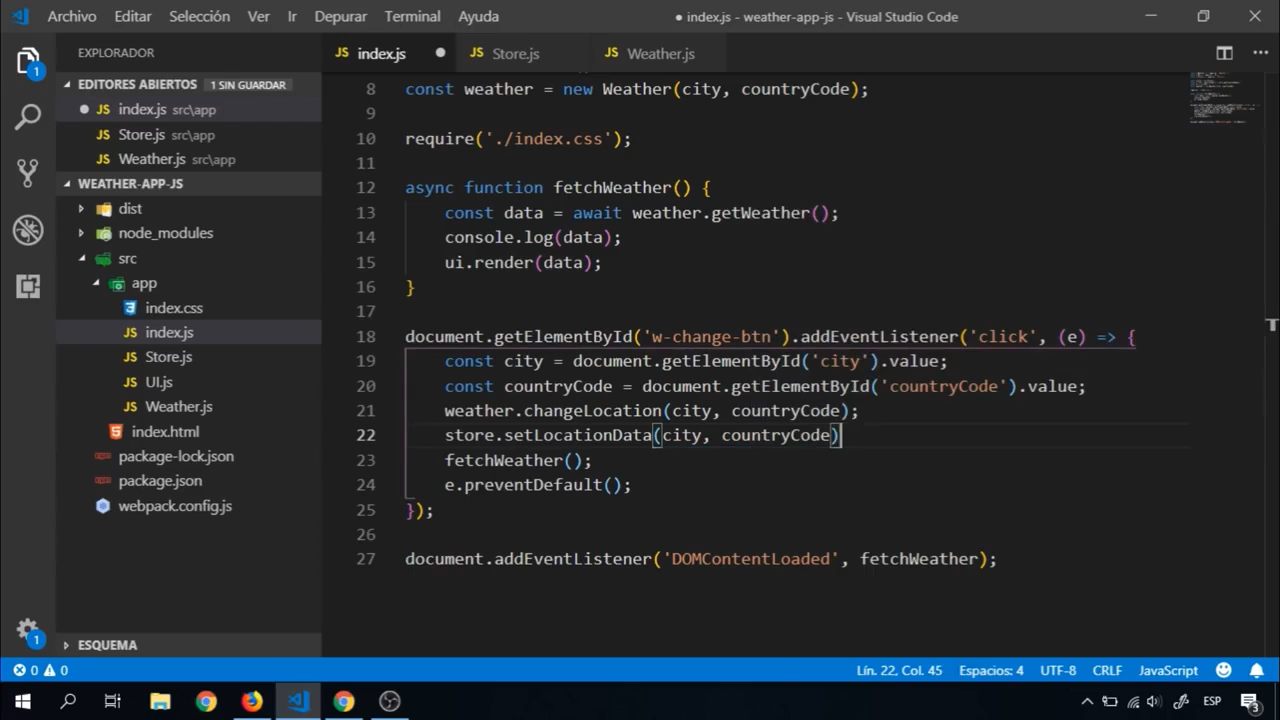 Archivo Editar Selección Ver Ir Depurar Terminal Ayuda ● index.js - weather-app-js - Visual Studio Code
EXPLORADOR
EDITORES ABIERTOS 1 SIN GUARDAR
● JS index.js src\app
JS Store.js src\app
JS Weather.js src\app
WEATHER-APP-JS
dist
node_modules
src
app
index.css
JS index.js
JS Store.js
JS UI.js
JS Weather.js
index.html
package-lock.json
package.json
webpack.config.js
ESQUEMA
1
1
JS index.js ● JS Store.js JS Weather.js
8 const weather = new Weather(city, countryCode);
9
10 require('./index.css');
11
12 async function fetchWeather() {
13 const data = await weather.getWeather();
14 console.log(data);
15 ui.render(data);
16 }
17
18 document.getElementById('w-change-btn').addEventListener('click', (e) => {
19 const city = document.getElementById('city').value;
20 const countryCode = document.getElementById('countryCode').value;
21 weather.changeLocation(city, countryCode);
22 store.setLocationData(city, countryCode)
23 fetchWeather();
24 e.preventDefault();
25 });
26
27 document.addEventListener('DOMContentLoaded', fetchWeather);
0 0 Lín. 22, Col. 45 Espacios: 4 UTF-8 CRLF JavaScript
ESP 3